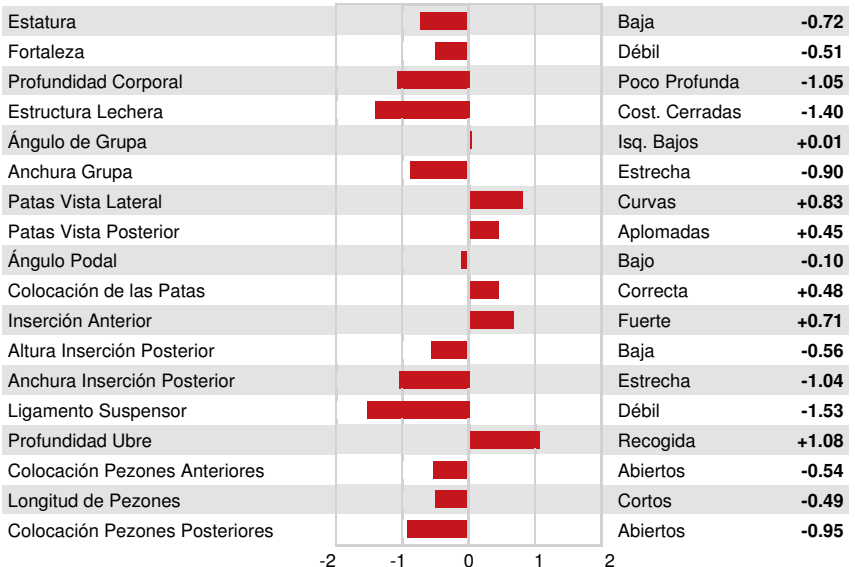 Estatura Baja -0.72
Fortaleza Débil -0.51
Profundidad Corporal Poco Profunda -1.05
Estructura Lechera Cost. Cerradas -1.40
Ángulo de Grupa Isq. Bajos +0.01
Anchura Grupa Estrecha -0.90
Patas Vista Lateral Curvas +0.83
Patas Vista Posterior Aplomadas +0.45
Ángulo Podal Bajo -0.10
Colocación de las Patas Correcta +0.48
Inserción Anterior Fuerte +0.71
Altura Inserción Posterior Baja -0.56
Anchura Inserción Posterior Estrecha -1.04
Ligamento Suspensor Débil -1.53
Profundidad Ubre Recogida +1.08
Colocación Pezones Anteriores Abiertos -0.54
Longitud de Pezones Cortos -0.49
Colocación Pezones Posteriores Abiertos -0.95
-2 -1 0 1 2